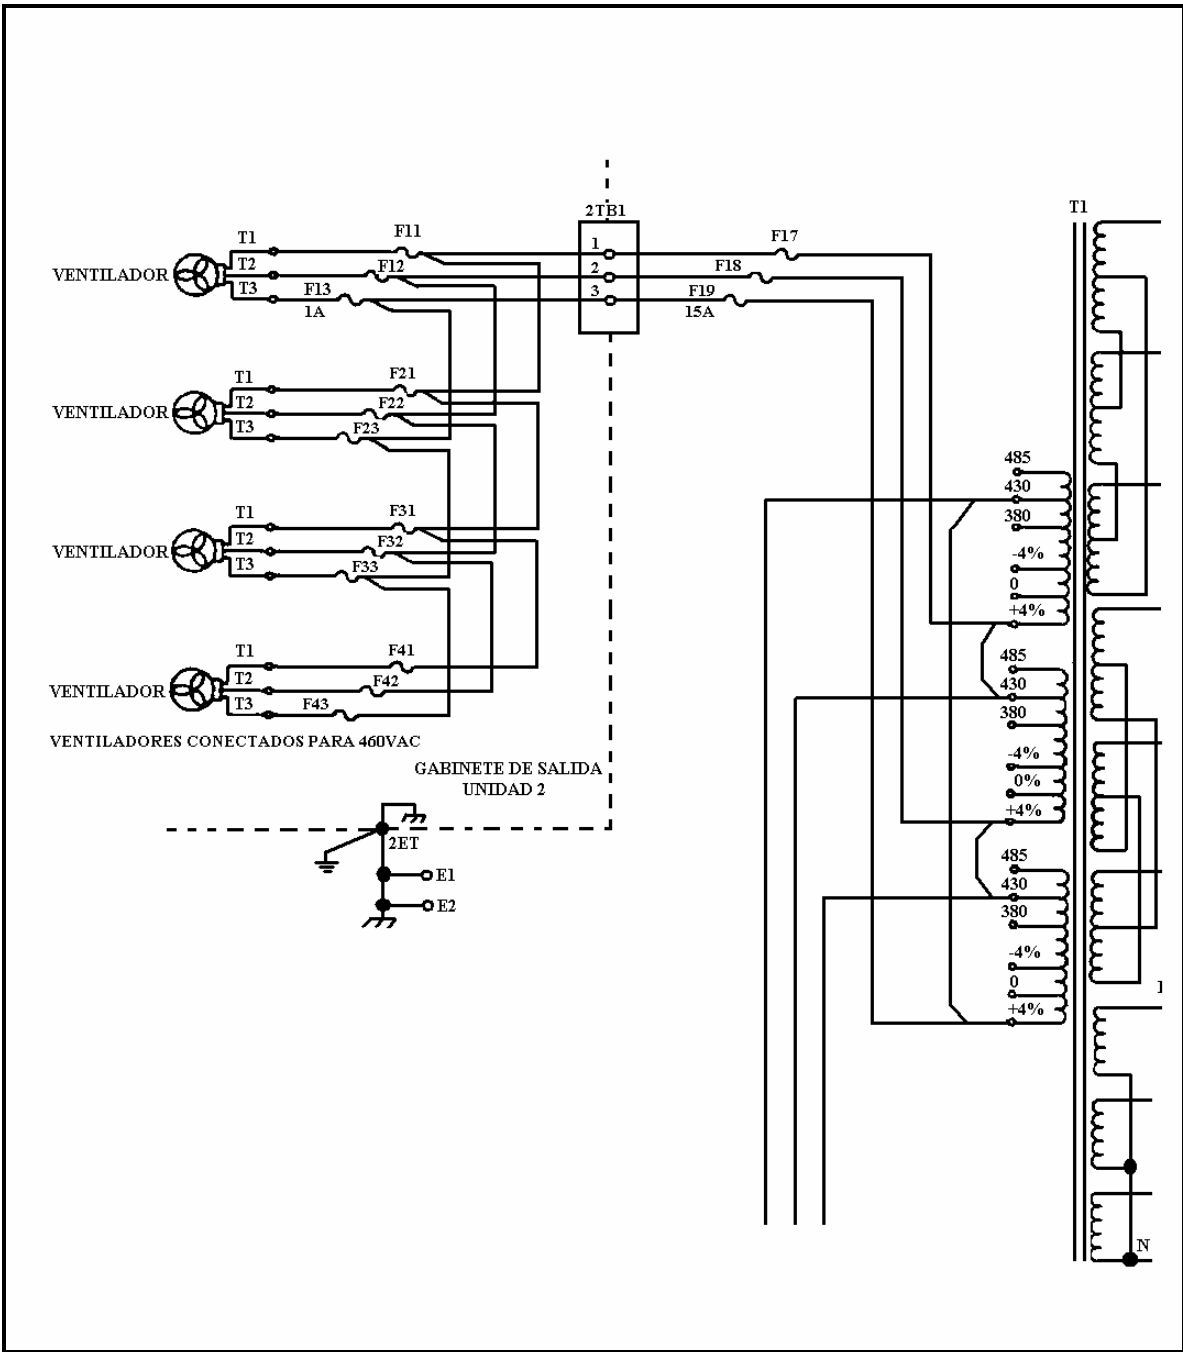 2TB1
T1
T1
F11
1
F17
VENTILADOR
T2
F12
2
F18
T3
F13
3
F19
1A
15A
T1
F21
VENTILADOR
T2
F22
T3
F23
485
430
380
-4%
0
+4%
T1
F31
VENTILADOR
T2
F32
T3
F33
485
430
380
-4%
0%
+4%
T1
F41
VENTILADOR
T2
F42
T3
F43
VENTILADORES CONECTADOS PARA 460VAC
GABINETE DE SALIDA
UNIDAD 2
2ET
E1
E2
485
430
380
-4%
0
+4%
N